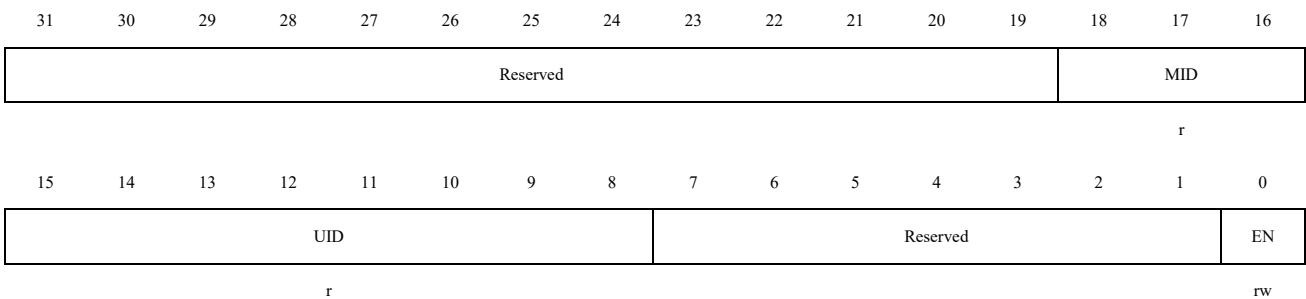 31 30 29 28 27 26 25 24 23 22 21 20 19 18 17 16
Reserved MID
r
15 14 13 12 11 10 9 8 7 6 5 4 3 2 1 0
UID Reserved EN
r rw